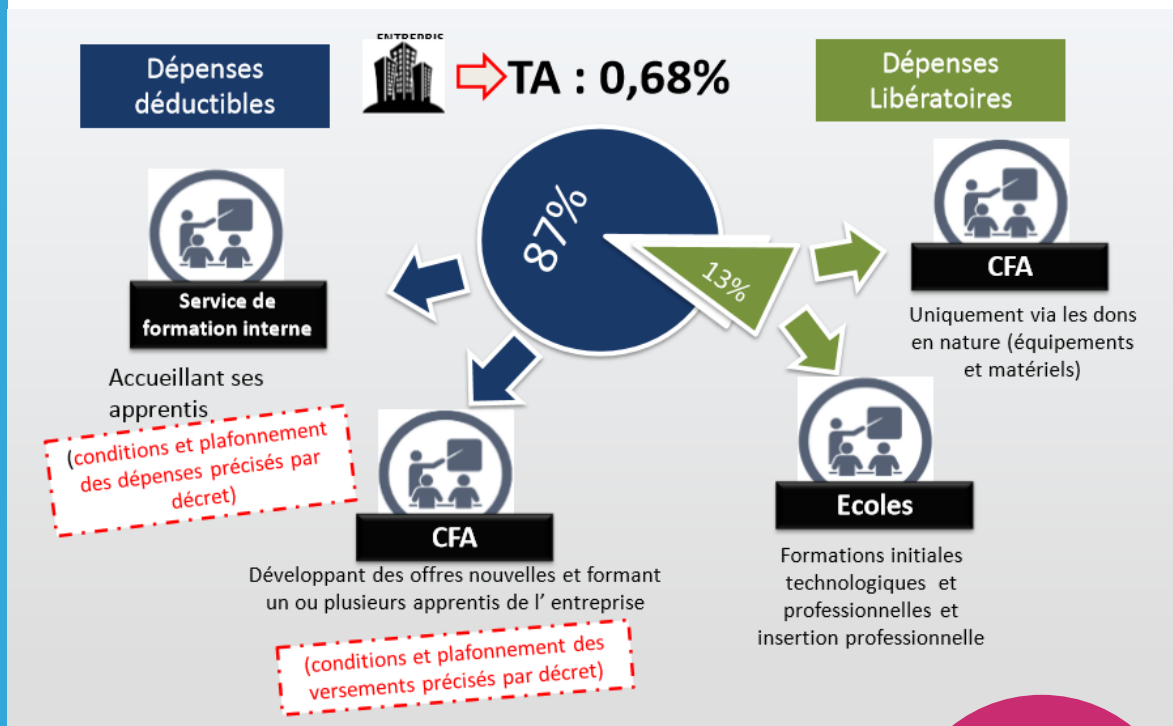 Dépenses
déductibles
ENTREPRIS
TA : 0,68%
Dépenses
Libératoires
87%
13%
Service de
formation interne
Accueillant ses
apprentis
(conditions et plafonnement
des dépenses précisés par
décret)
CFA
Développant des offres nouvelles et formant
un ou plusieurs apprentis de l’ entreprise
(conditions et plafonnement des
versements précisés par décret)
CFA
Uniquement via les dons
en nature (équipements
et matériels)
Ecoles
Formations initiales
technologiques et
professionnelles et
insertion professionnelle